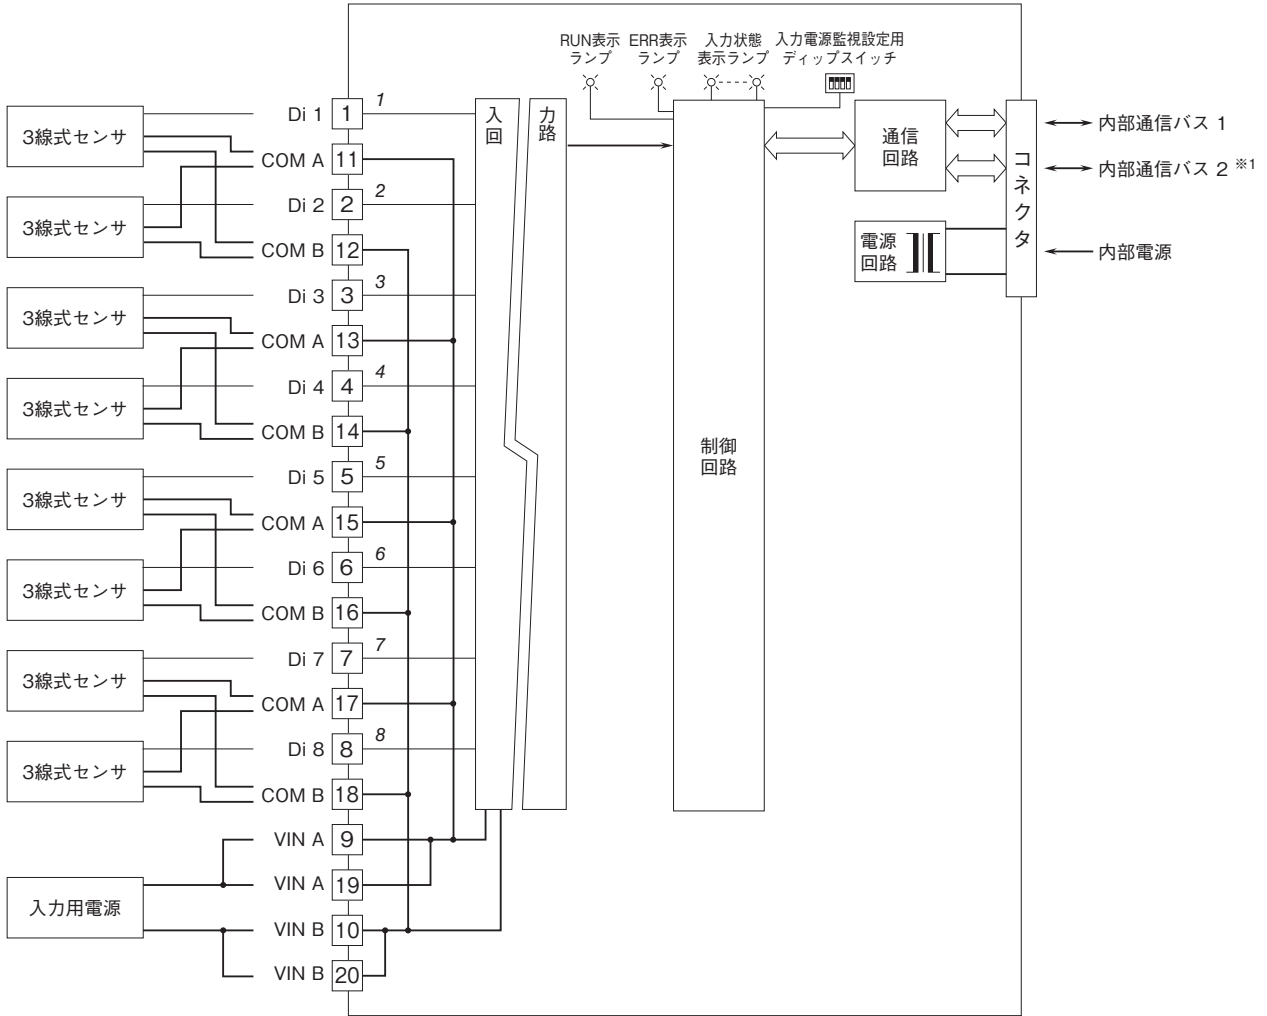 RUN表示
ランプ
ERR表示
ランプ
入力状態
表示ランプ
入力電源監視設定用
ディップスイッチ
3線式センサ
Di 1 1 1
COM A 11
3線式センサ
Di 2 2 2
COM B 12
3線式センサ
Di 3 3 3
COM A 13
3線式センサ
Di 4 4 4
COM B 14
3線式センサ
Di 5 5 5
COM A 15
3線式センサ
Di 6 6 6
COM B 16
3線式センサ
Di 7 7 7
COM A 17
3線式センサ
Di 8 8 8
COM B 18
入力用電源
VIN A 9
VIN A 19
VIN B 10
VIN B 20
入力
回路
制御
回路
通信
回路
電源
回路
コネクタ
内部通信バス 1
内部通信バス 2 ※1
内部電源